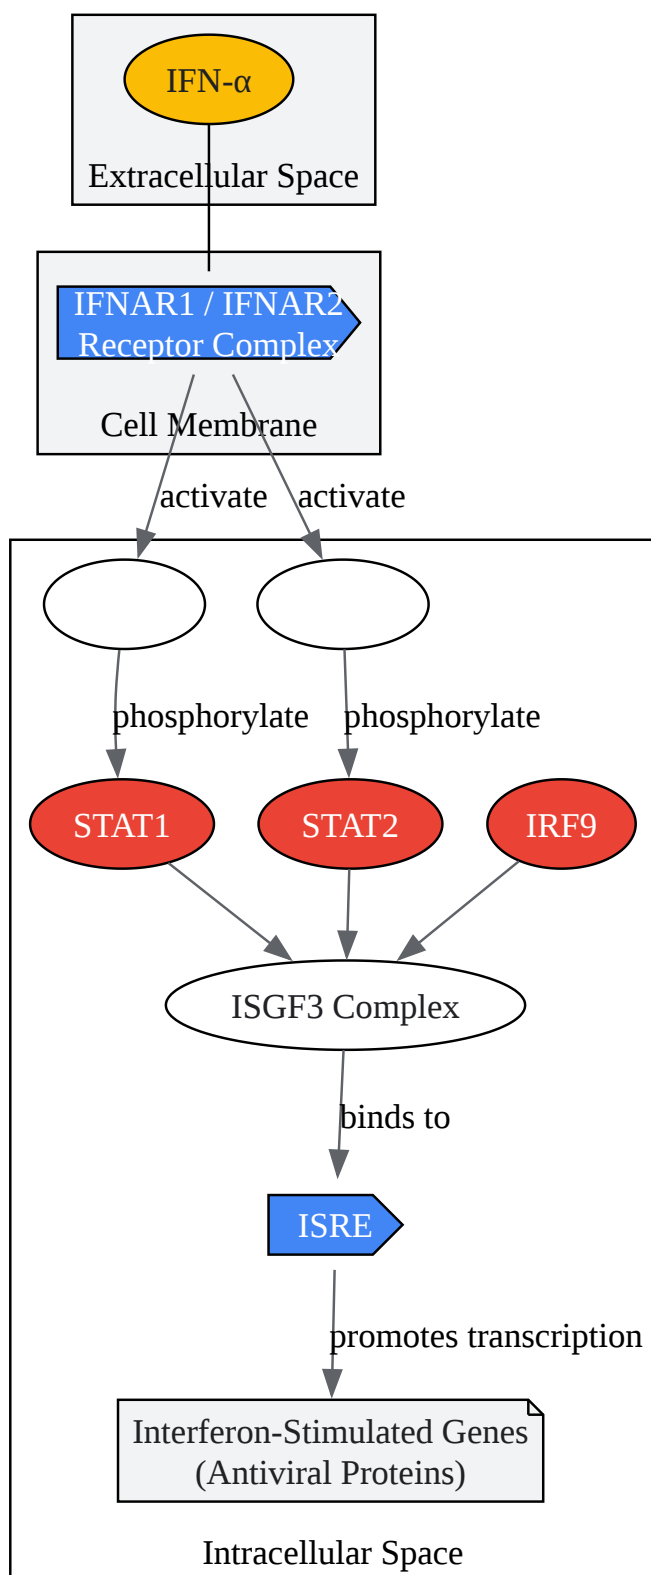 IFN-α
Extracellular Space
IFNAR1 / IFNAR2
Receptor Complex
Cell Membrane
activate
activate
phosphorylate
phosphorylate
STAT1
STAT2
IRF9
ISGF3 Complex
binds to
ISRE
promotes transcription
Interferon-Stimulated Genes
(Antiviral Proteins)
Intracellular Space